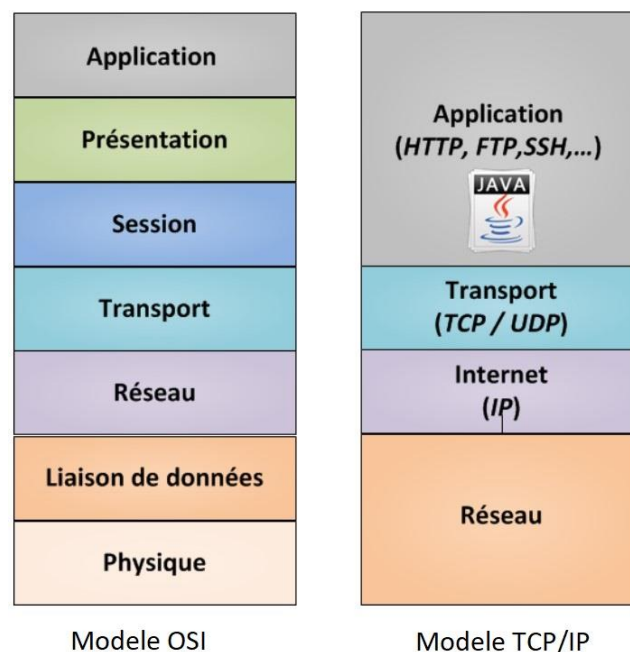 Application
Présentation
Session
Transport
Réseau
Liaison de données
Physique
Modele OSI
Application
(HTTP, FTP,SSH,...)
JAVA
Transport
(TCP / UDP)
Internet
(IP)
Réseau
Modele TCP/IP